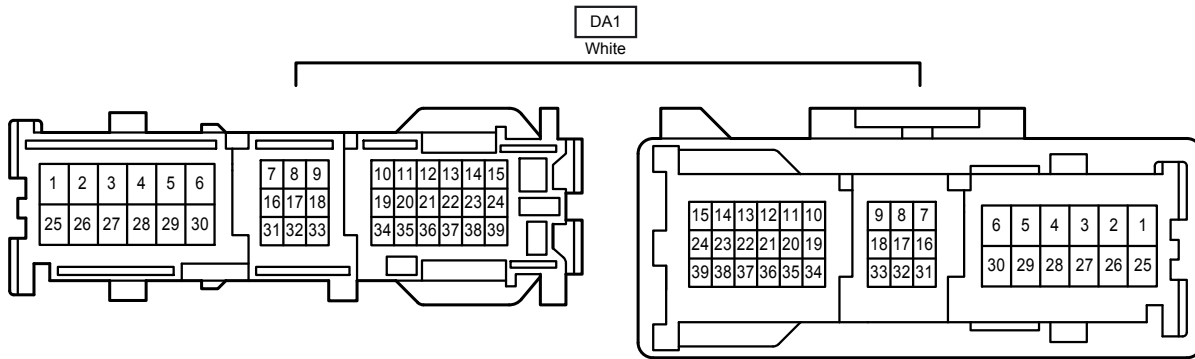 DA1
White
1 2 3 4 5 6 7 8 9 10 11 12 13 14 15
16 17 18 19 20 21 22 23 24
25 26 27 28 29 30 31 32 33 34 35 36 37 38 39
15 14 13 12 11 10 9 8 7 6 5 4 3 2 1
24 23 22 21 20 19 18 17 16
39 38 37 36 35 34 33 32 31 30 29 28 27 26 25